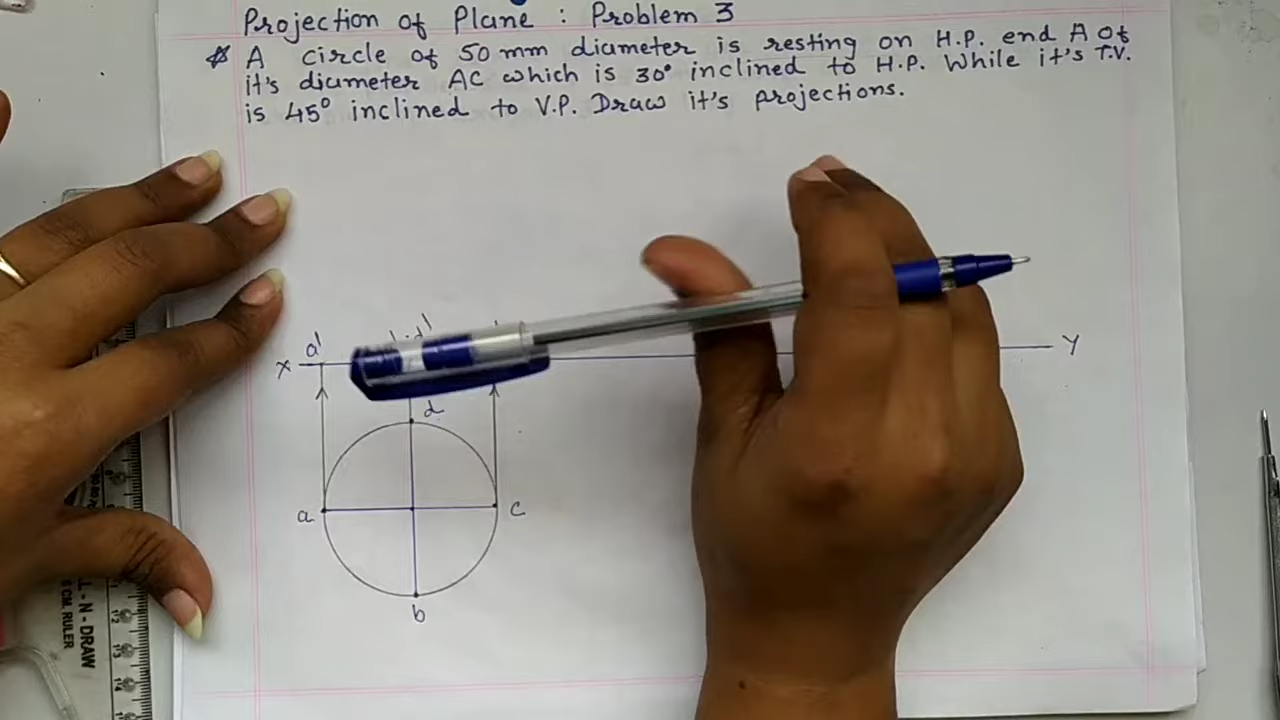 Projection of Plane : Problem 3
A circle of 50 mm diameter is resting on H.P. end A of
it's diameter AC which is 30° inclined to H.P. While it's T.V.
is 45° inclined to V.P. Draw it's projections.
a' d'
X Y
d
a c
b
ALL-N-DRAW
CM. RULER